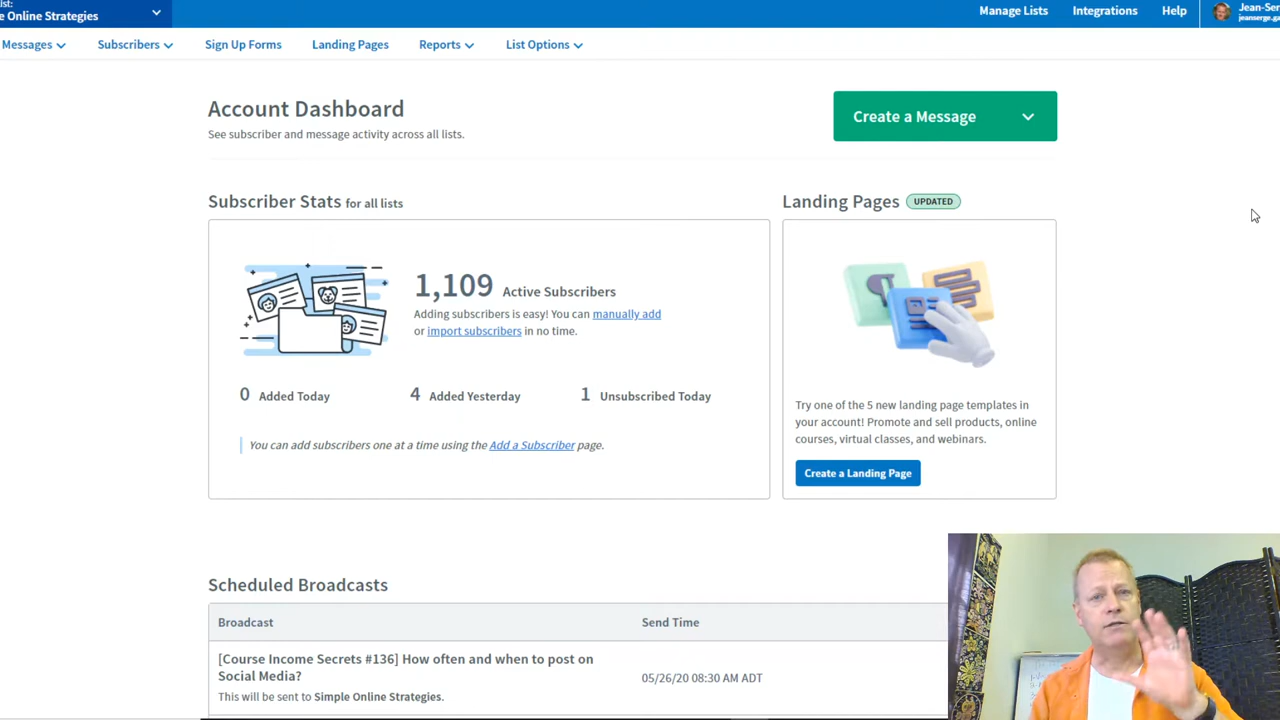 List:
e Online Strategies
Manage Lists Integrations Help Jean-Ser
jeanserge.ga
Messages Subscribers Sign Up Forms Landing Pages Reports List Options
Account Dashboard
See subscriber and message activity across all lists.
Create a Message
Subscriber Stats for all lists
1,109 Active Subscribers
Adding subscribers is easy! You can manually add
or import subscribers in no time.
0 Added Today 4 Added Yesterday 1 Unsubscribed Today
You can add subscribers one at a time using the Add a Subscriber page.
Landing Pages UPDATED
Try one of the 5 new landing page templates in
your account! Promote and sell products, online
courses, virtual classes, and webinars.
Create a Landing Page
Scheduled Broadcasts
Broadcast Send Time
[Course Income Secrets #136] How often and when to post on
Social Media?
05/26/20 08:30 AM ADT
This will be sent to Simple Online Strategies.